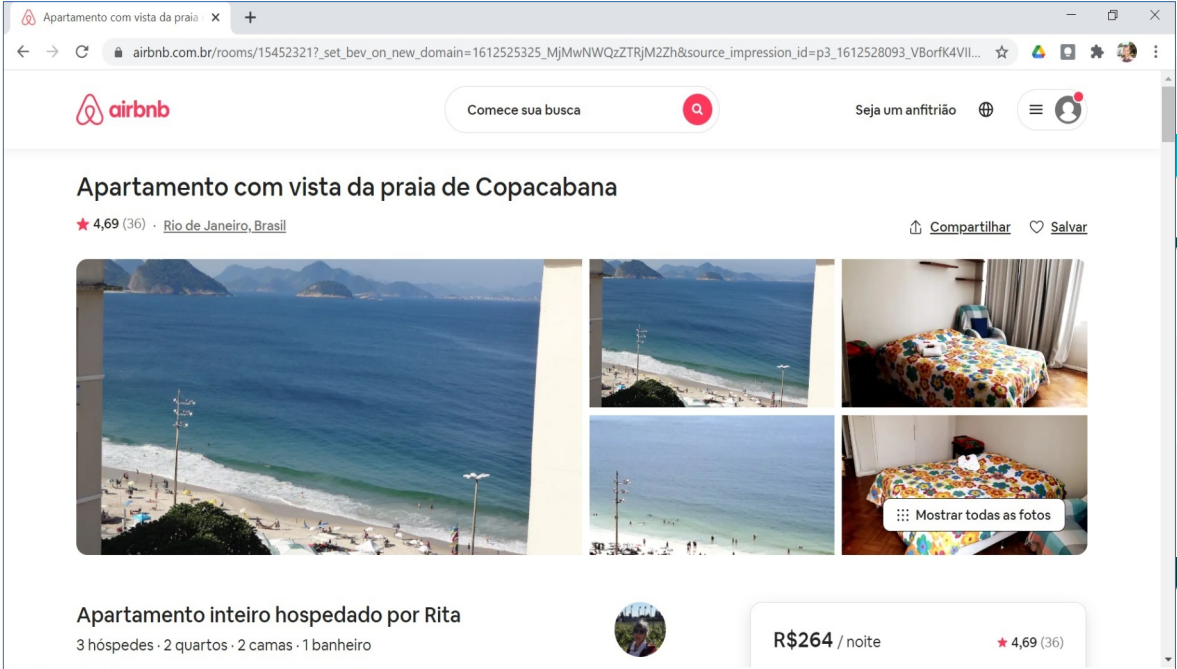 Apartamento com vista da praia
airbnb.com.br/rooms/15452321?_set_bev_on_new_domain=1612525325_MjMwNWQzZTRjM2Zh&source_impression_id=p3_1612528093_VBorfK4VII...
airbnb
Comece sua busca
Seja um anfitrião
Apartamento com vista da praia de Copacabana
4,69 (36) · Rio de Janeiro, Brasil
Compartilhar
Salvar
Mostrar todas as fotos
Apartamento inteiro hospedado por Rita
3 hóspedes · 2 quartos · 2 camas · 1 banheiro
R$264 / noite
4,69 (36)